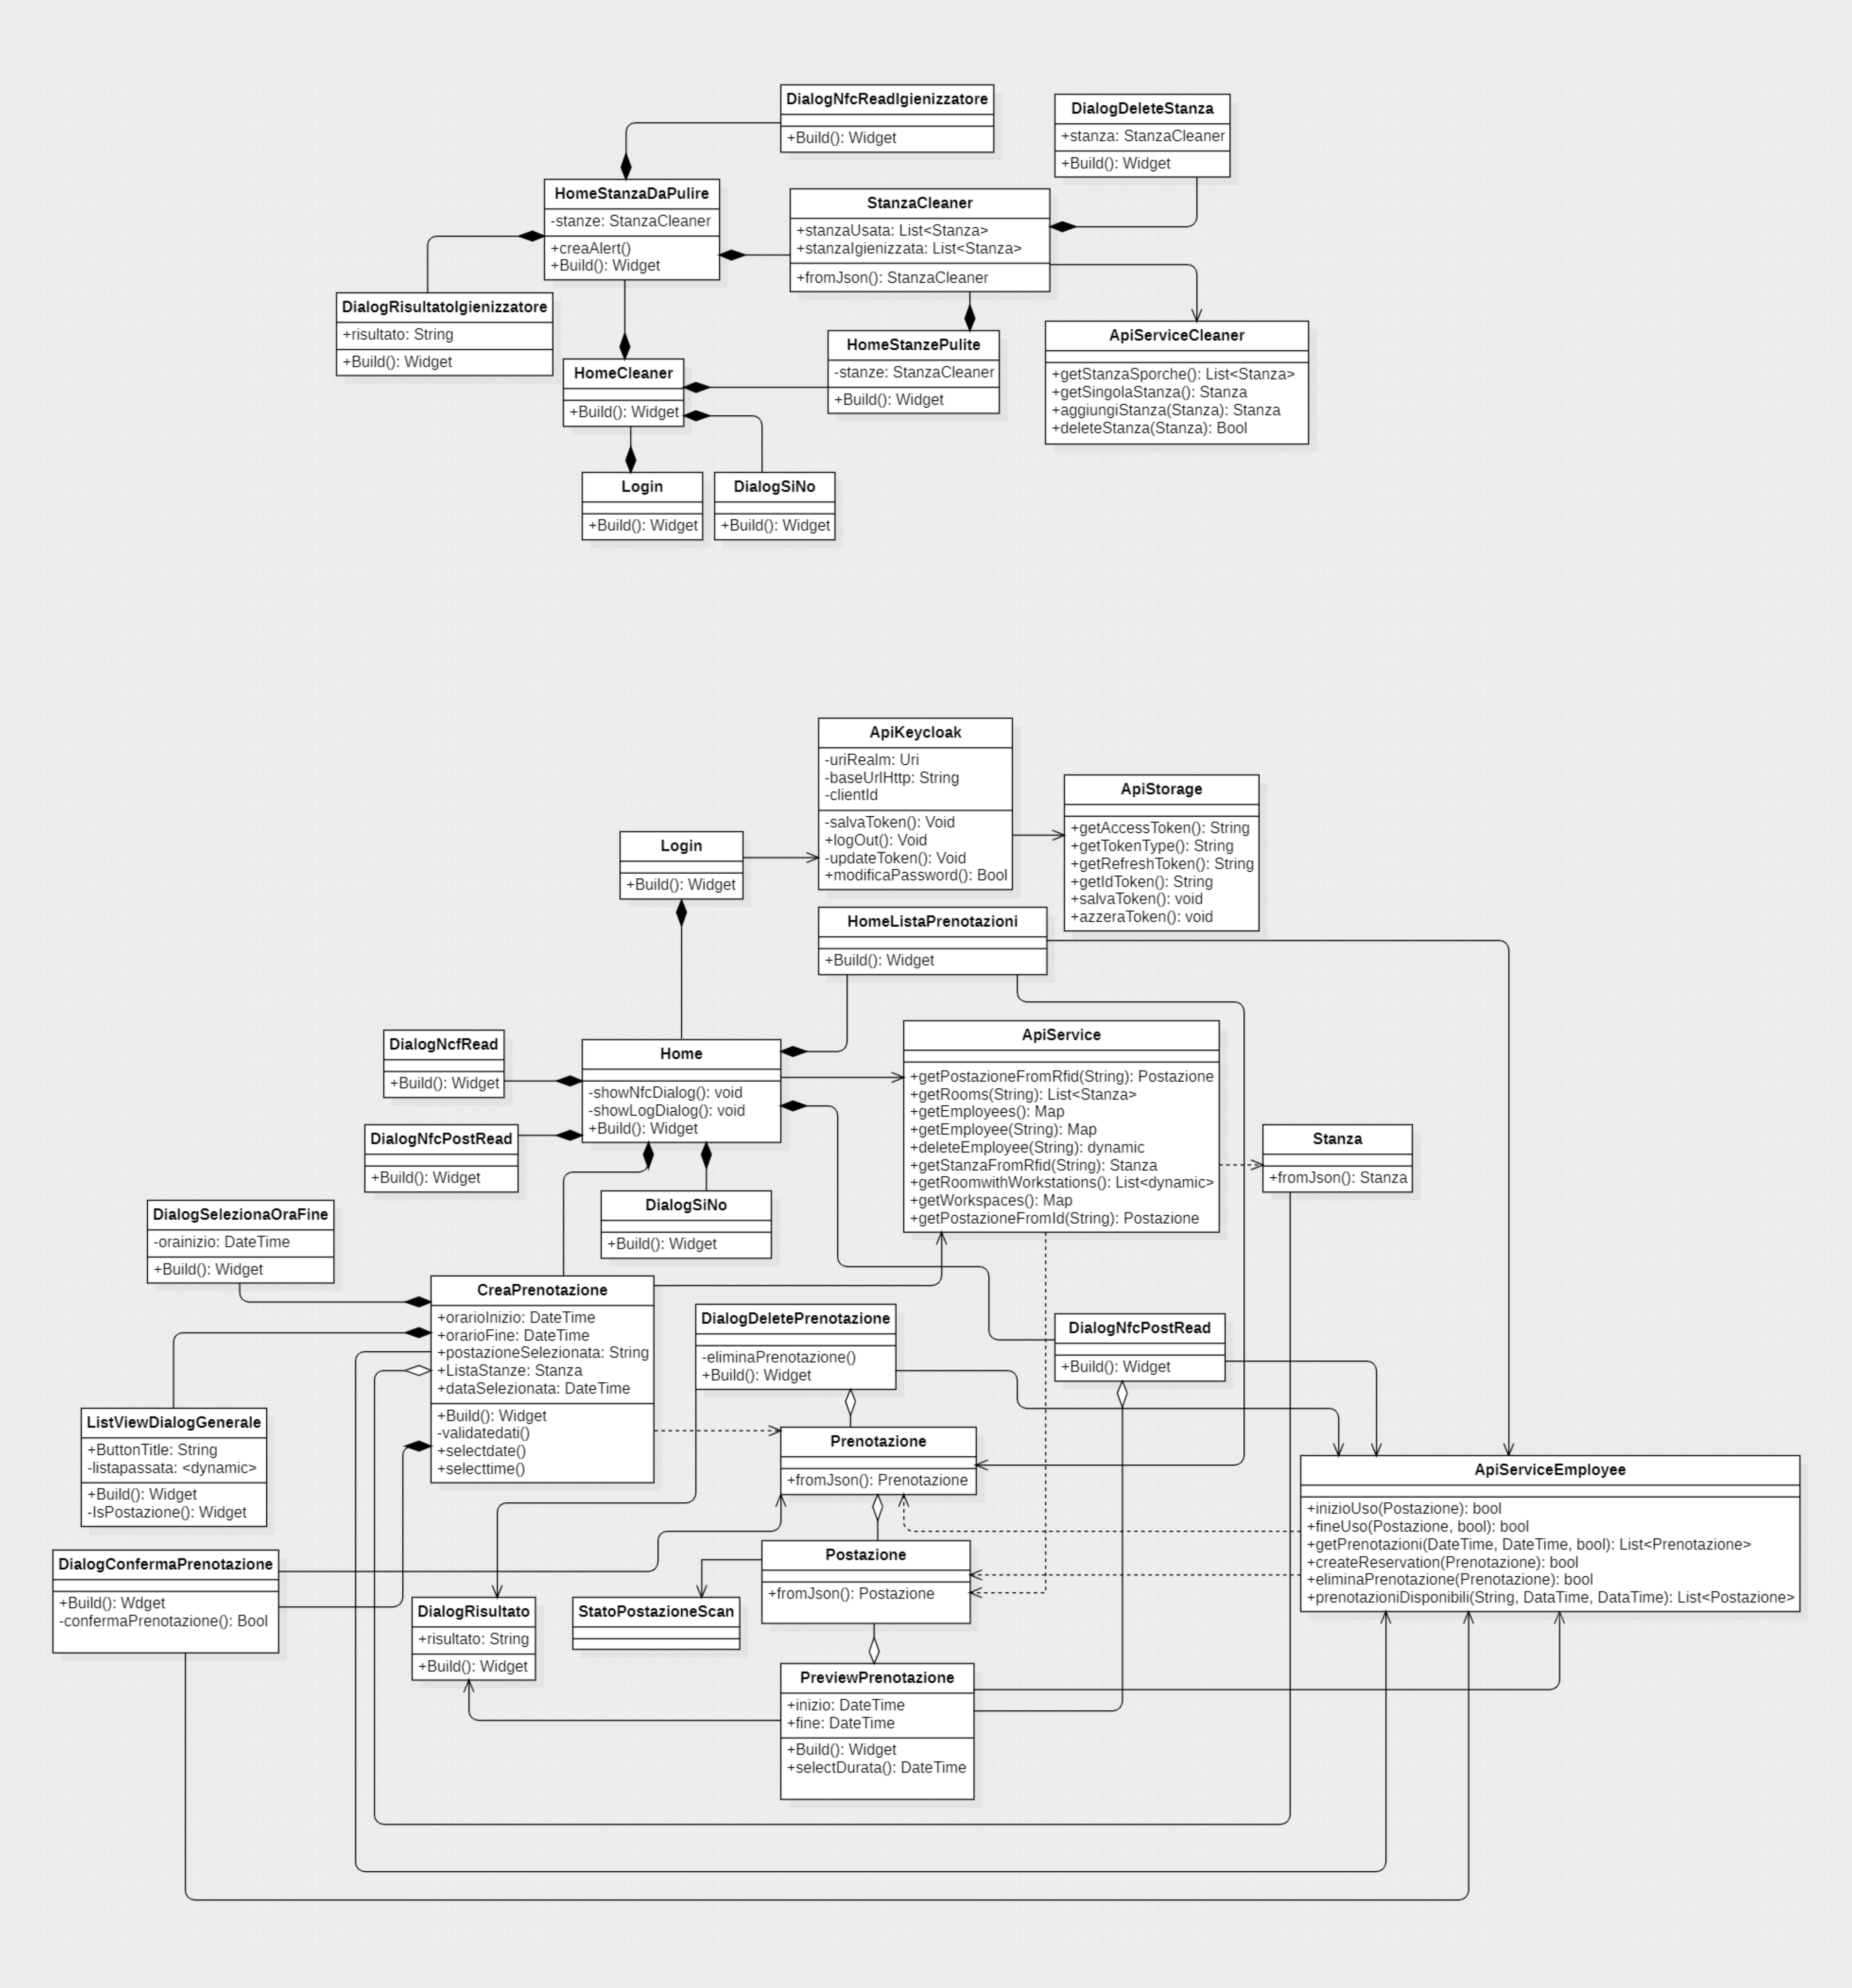 DialogNfcReadIgienizzatore
+Build(): Widget
DialogDeleteStanza
+stanza: StanzaCleaner
+Build(): Widget
HomeStanzaDaPulire
-stanze: StanzaCleaner
+creaAlert()
+Build(): Widget
StanzaCleaner
+stanzaUsata: List<Stanza>
+stanzaIgienizzata: List<Stanza>
+fromJson(): StanzaCleaner
DialogRisultatoIgienizzatore
+risultato: String
+Build(): Widget
ApiServiceCleaner
+getStanzaSporche(): List<Stanza>
+getSingolaStanza(): Stanza
+aggiungiStanza(Stanza): Stanza
+deleteStanza(Stanza): Bool
HomeStanzePulite
-stanze: StanzaCleaner
+Build(): Widget
HomeCleaner
+Build(): Widget
Login
+Build(): Widget
DialogSiNo
+Build(): Widget
ApiKeycloak
-uriRealm: Uri
-baseUrlHttp: String
-clientId
-salvaToken(): Void
+logOut(): Void
-updateToken(): Void
+modificaPassword(): Bool
ApiStorage
+getAccessToken(): String
+getTokenType(): String
+getRefreshToken(): String
+getIdToken(): String
+salvaToken(): void
+azzeraToken(): void
Login
+Build(): Widget
HomeListaPrenotazioni
+Build(): Widget
DialogNcfRead
+Build(): Widget
Home
-showNfcDialog(): void
-showLogDialog(): void
+Build(): Widget
ApiService
+getPostazioneFromRfid(String): Postazione
+getRooms(String): List<Stanza>
+getEmployees(): Map
+getEmployee(String): Map
+deleteEmployee(String): dynamic
+getStanzaFromRfid(String): Stanza
+getRoomwithWorkstations(): List<dynamic>
+getWorkspaces(): Map
+getPostazioneFromId(String): Postazione
DialogNfcPostRead
+Build(): Widget
Stanza
+fromJson(): Stanza
DialogSiNo
+Build(): Widget
DialogSelezionaOraFine
-orainizio: DateTime
+Build(): Widget
CreaPrenotazione
+orarioInizio: DateTime
+orarioFine: DateTime
+postazioneSelezionata: String
+ListaStanze: Stanza
+dataSelezionata: DateTime
+Build(): Widget
-validatedati()
+selectdate()
+selecttime()
DialogDeletePrenotazione
-eliminaPrenotazione()
+Build(): Widget
DialogNfcPostRead
+Build(): Widget
ListViewDialogGenerale
+ButtonTitle: String
-listapassata: <dynamic>
+Build(): Widget
-IsPostazione(): Widget
Prenotazione
+fromJson(): Prenotazione
ApiServiceEmployee
+inizioUso(Postazione): bool
+fineUso(Postazione, bool): bool
+getPrenotazioni(DateTime, DateTime, bool): List<Prenotazione>
+createReservation(Prenotazione): bool
+eliminaPrenotazione(Prenotazione): bool
+prenotazioniDisponibili(String, DataTime, DataTime): List<Postazione>
DialogConfermaPrenotazione
+Build(): Wdget
-confermaPrenotazione(): Bool
Postazione
+fromJson(): Postazione
DialogRisultato
+risultato: String
+Build(): Widget
StatoPostazioneScan
PreviewPrenotazione
+inizio: DateTime
+fine: DateTime
+Build(): Widget
+selectDurata(): DateTime